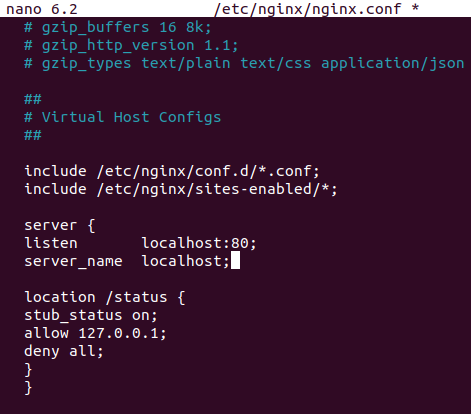 nano 6.2 /etc/nginx/nginx.conf *
# gzip_buffers 16 8k;
# gzip_http_version 1.1;
# gzip_types text/plain text/css application/json
##
# Virtual Host Configs
##
include /etc/nginx/conf.d/*.conf;
include /etc/nginx/sites-enabled/*;
server {
listen localhost:80;
server_name localhost;
location /status {
stub_status on;
allow 127.0.0.1;
deny all;
}
}